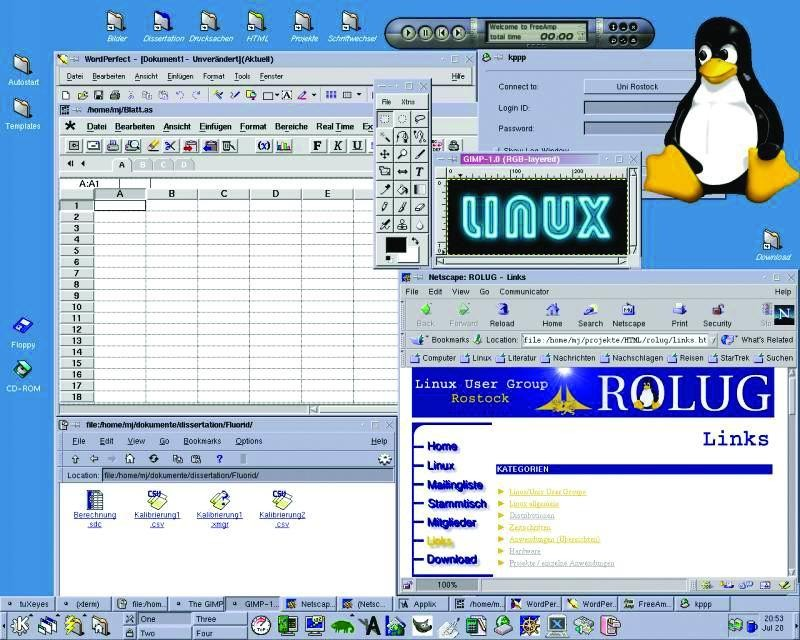 Bilder Dissertation Drucksachen HTML Projekte Schriftwechsel
Welcome to FreeAmp
total time 00:00
Autostart
Templates
WordPerfect - [Dokument1 - Unverändert](Aktuell)
Datei Bearbeiten Ansicht Einfügen Format Tools Fenster Hilfe
/home/mj/Blatt.as
Datei Bearbeiten Ansicht Einfügen Format Bereiche Real Time
F K U
A B C D
A:A1
A B C D E
1
2
3
4
5
6
7
8
9
10
11
12
13
14
15
16
17
18
File Xtns
kppp
Connect to: Uni Rostock
Login ID:
Password:
Show Log Window
GIMP-1.0 (RGB-layered)
0 100 200
LINUX
Download
Floppy
CD-ROM
Netscape: ROLUG - Links
File Edit View Go Communicator Help
Back Forward Reload Home Search Netscape Print Security
Bookmarks Location: file:/home/mj/projekte/HTML/rolug/links.ht What's Related
Computer Linux Literatur Nachrichten Nachschlagen Reisen StarTrek Suchen
Linux User Group
Rostock
ROLUG
Links
Home
Linux
Mailingliste
Stammtisch
Mitglieder
Links
Download
KATEGORIEN
Linux/Unix User Groups
Linux allgemein
Distributionen
Zeitschriften
Anwendungen (Übersichten)
Hardware
Projekte / einzelne Anwendungen
100%
file:/home/mj/dokumente/dissertation/Fluorid/
File Edit View Go Bookmarks Options Help
Location: file:/home/mj/dokumente/dissertation/Fluorid/
Berechnung.sdc
Kalibrierung1.csv
Kalibrierung1.xmgr
Kalibrierung2.csv
tuXeyes (xterm) file:/hom... The GIMP GIMP-1... Netscap... (Netsc... Applix /home/m... WordPer... WordPer... FreeAm... kppp
One Three
Two Four
20:53
Jul 20